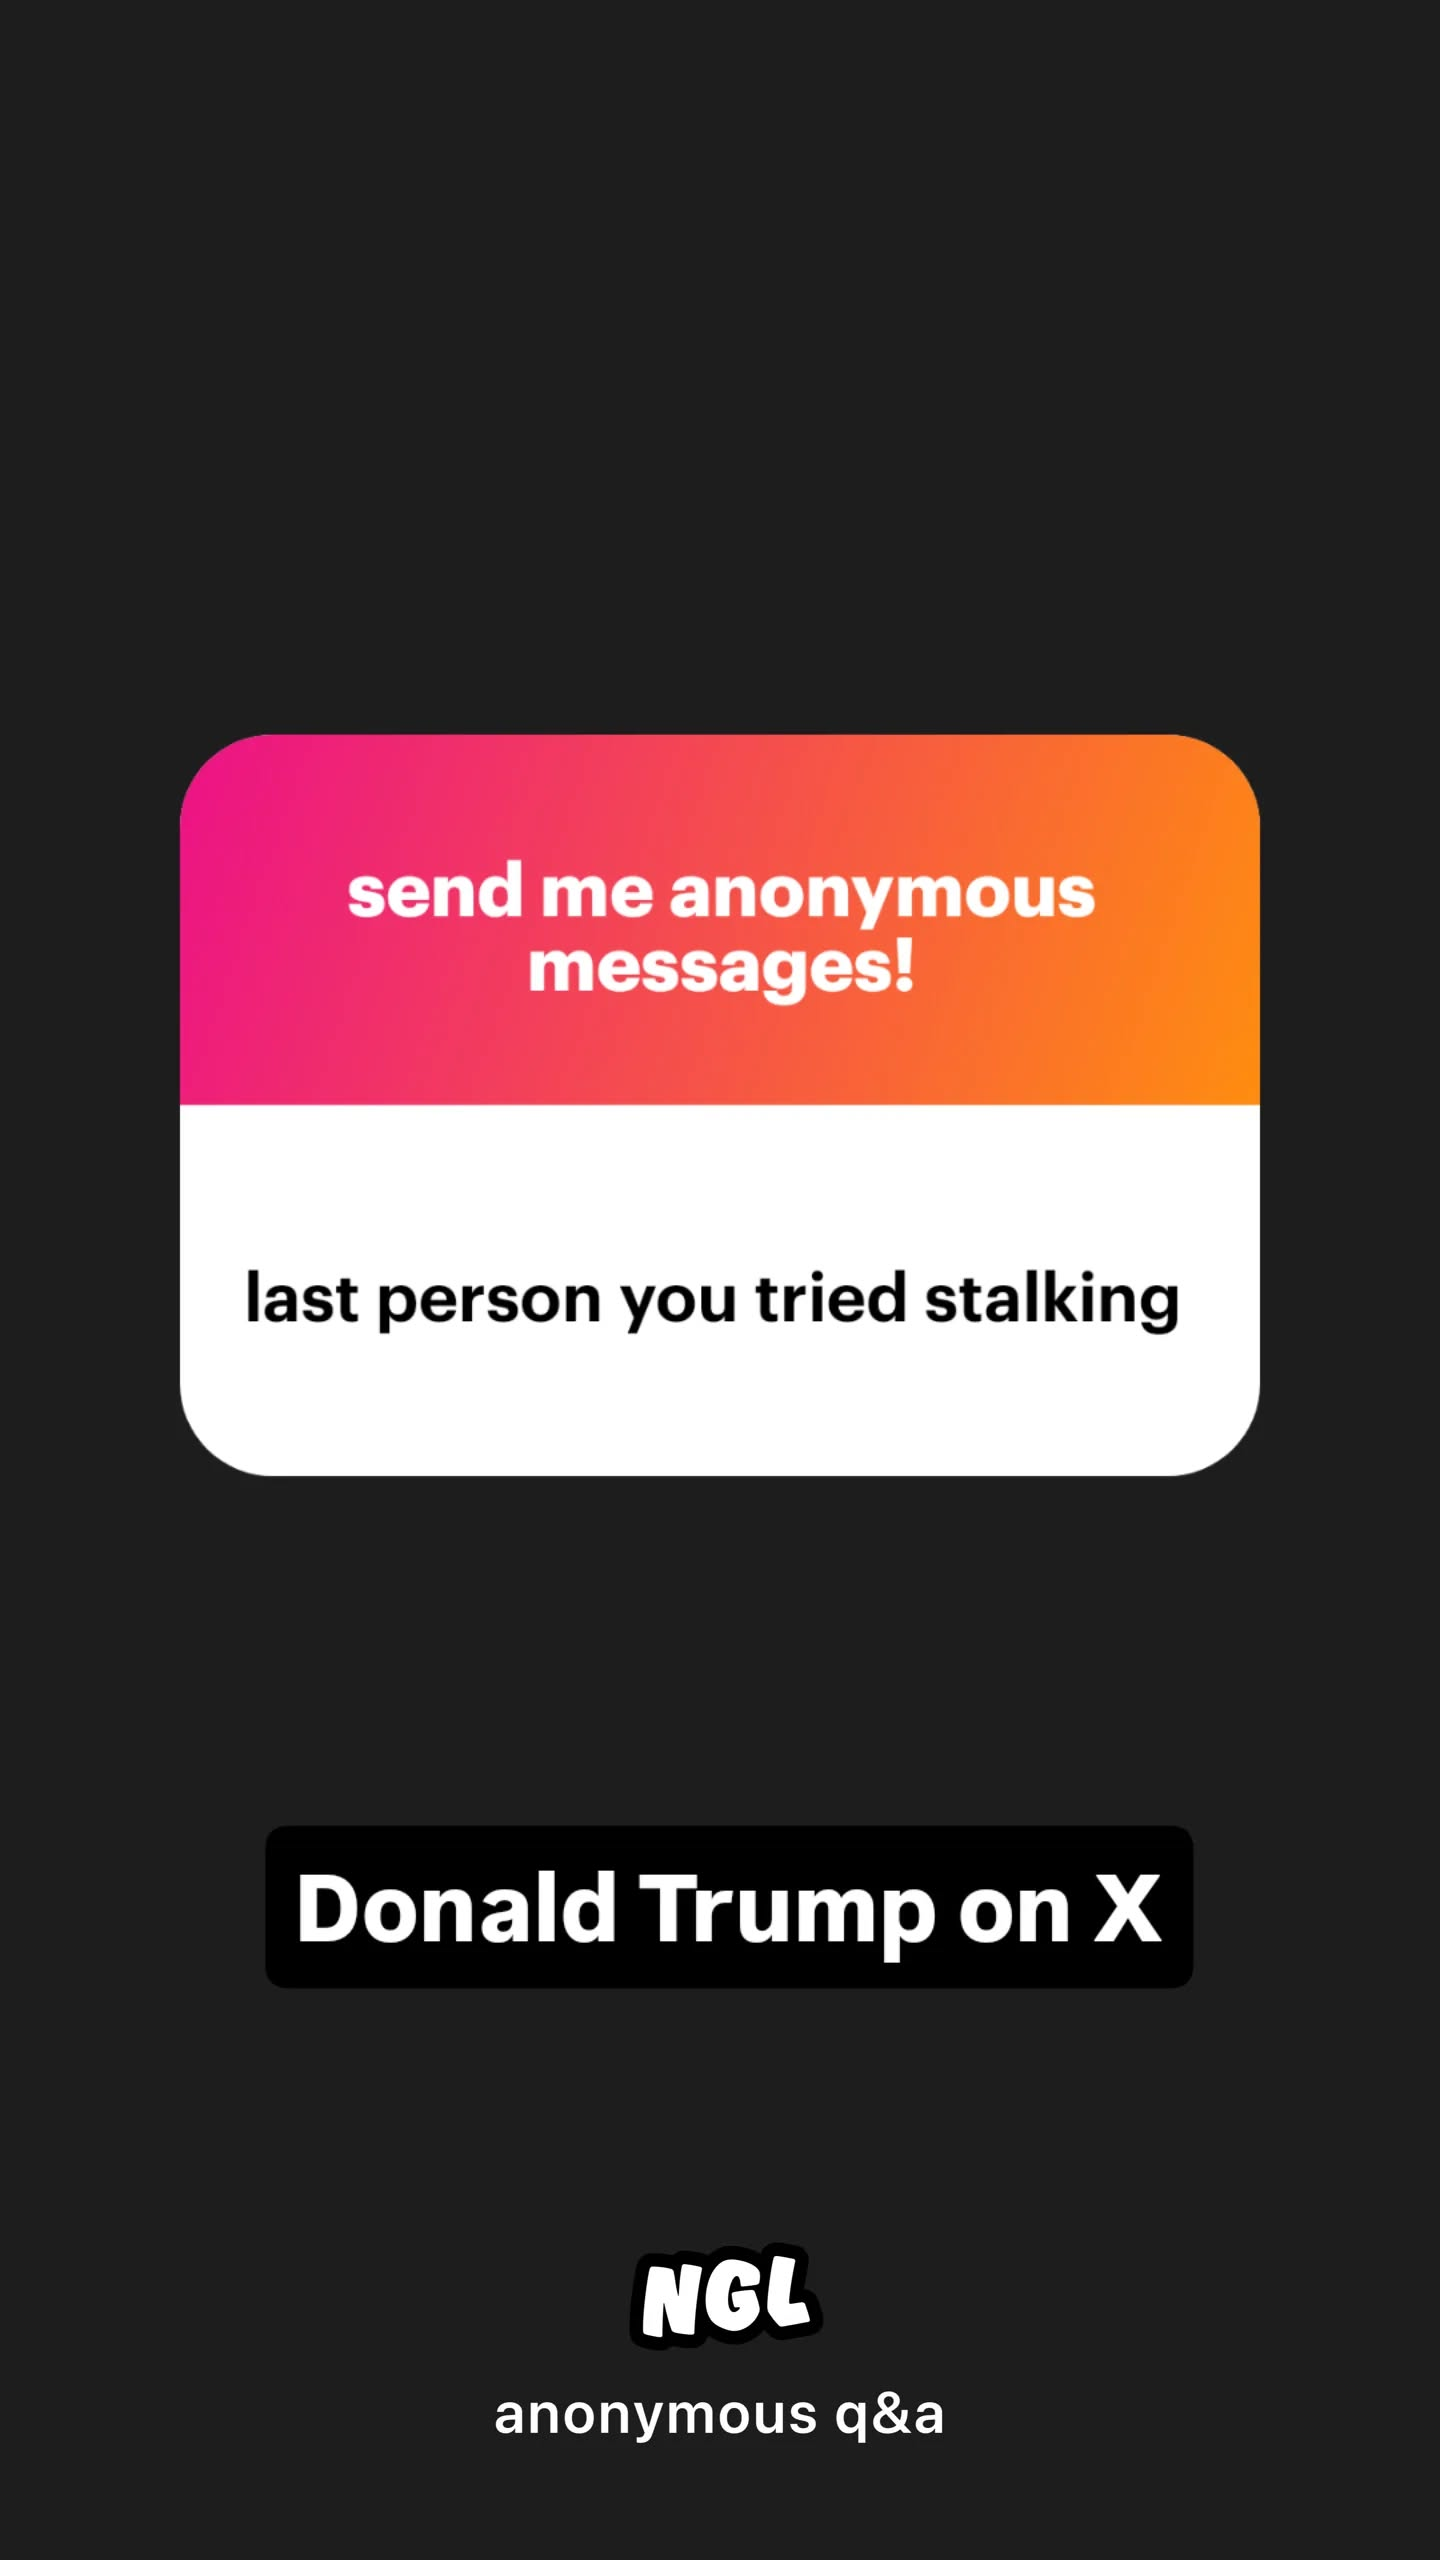 send me anonymous
messages!
last person you tried stalking
Donald Trump on X
NGL
anonymous q&a